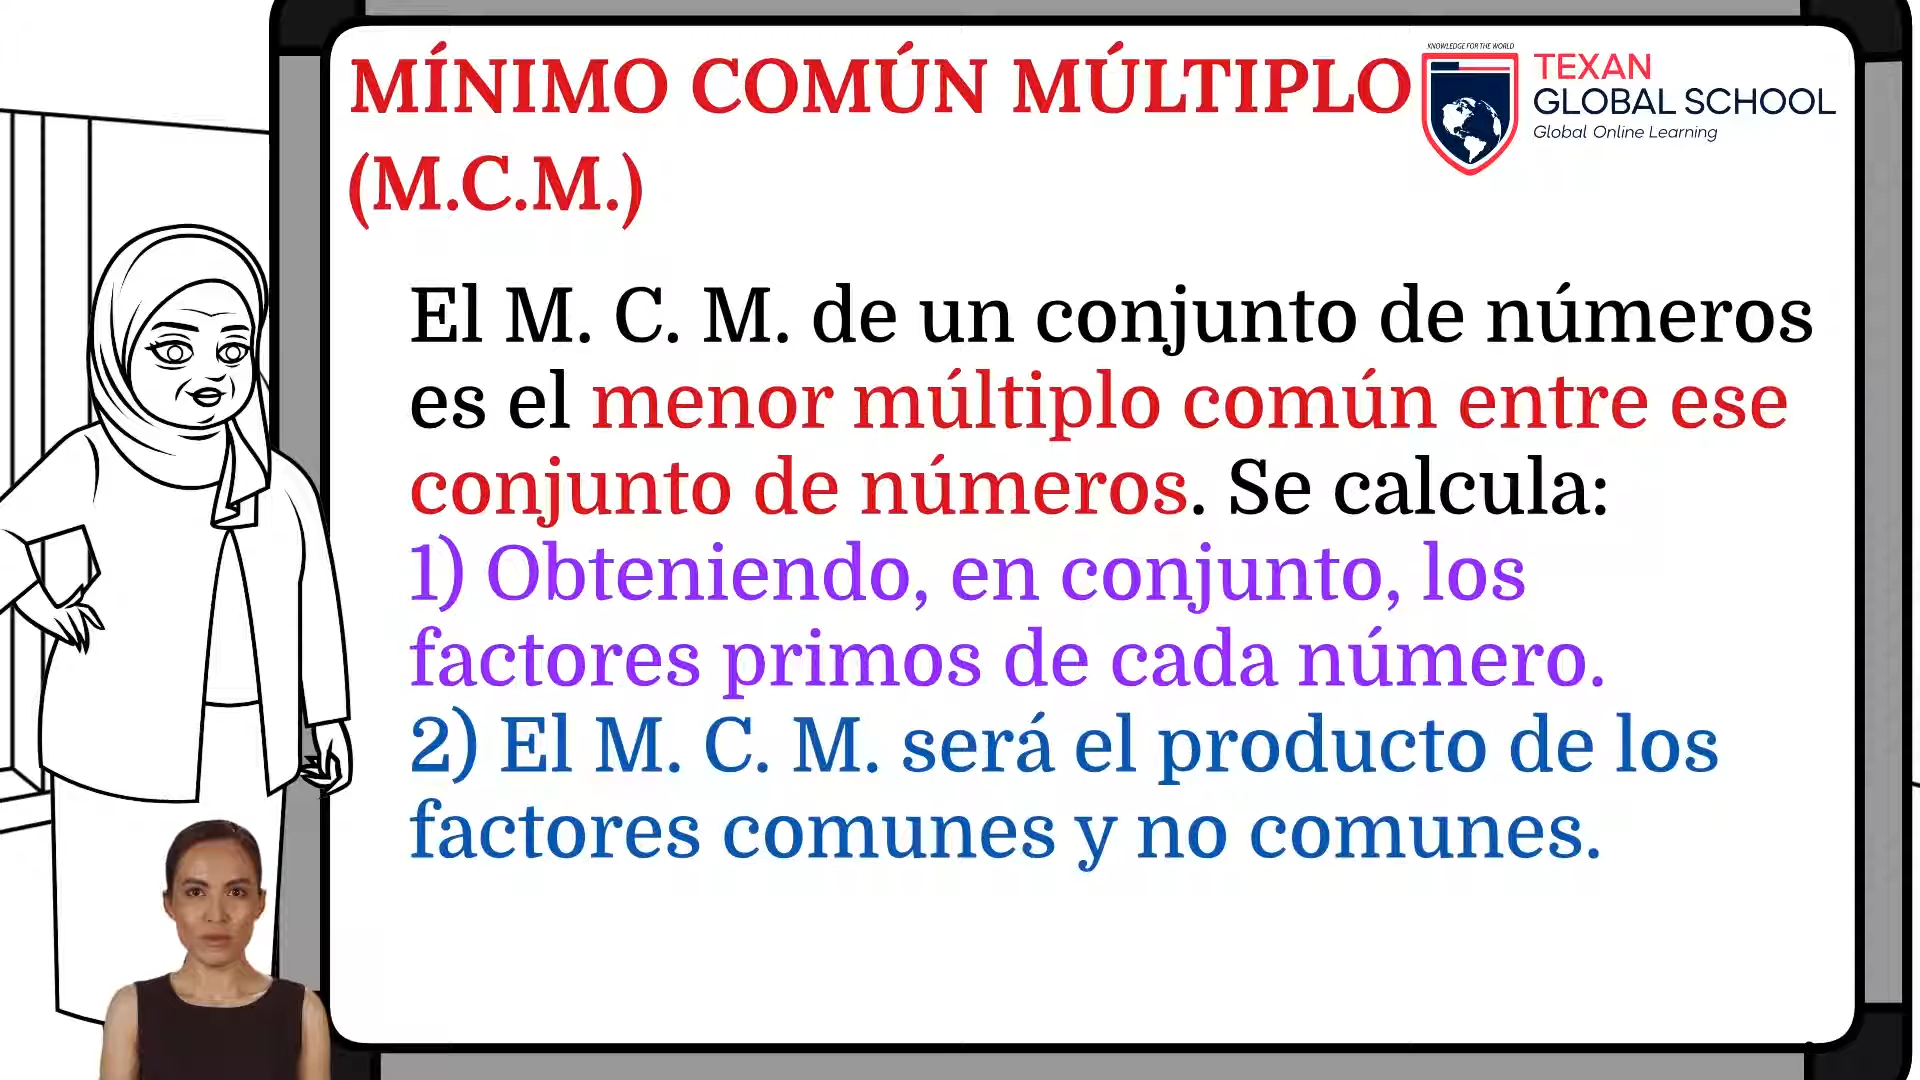 MÍNIMO COMÚN MÚLTIPLO
(M.C.M.)
KNOWLEDGE FOR THE WORLD
TEXAN
GLOBAL SCHOOL
Global Online Learning
El M. C. M. de un conjunto de números
es el menor múltiplo común entre ese
conjunto de números. Se calcula:
1) Obteniendo, en conjunto, los
factores primos de cada número.
2) El M. C. M. será el producto de los
factores comunes y no comunes.